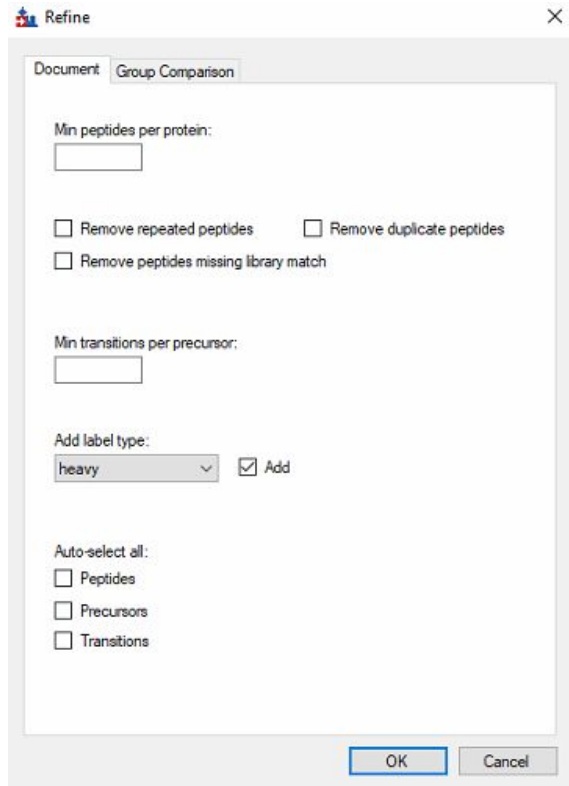 Refine
Document Group Comparison
Min peptides per protein:
Remove repeated peptides Remove duplicate peptides
Remove peptides missing library match
Min transitions per precursor:
Add label type:
heavy Add
Auto-select all:
Peptides
Precursors
Transitions
OK Cancel